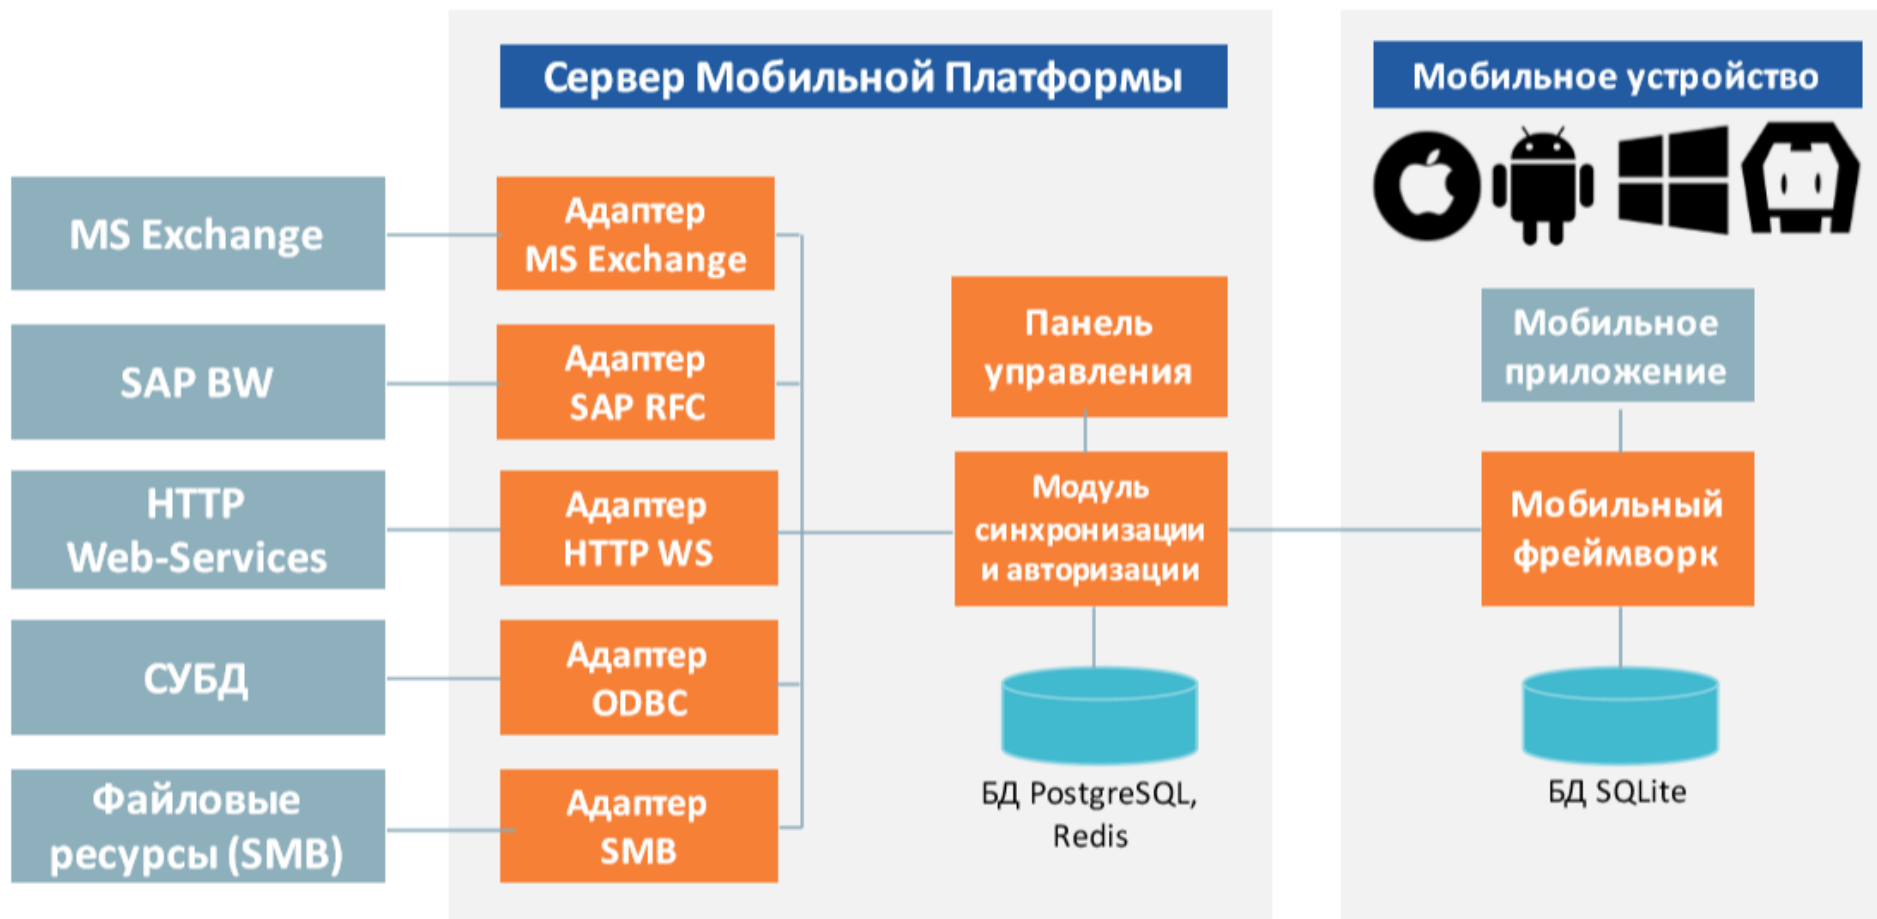 Сервер Мобильной Платформы
Мобильное устройство
MS Exchange
Адаптер
MS Exchange
SAP BW
Адаптер
SAP RFC
HTTP
Web-Services
Адаптер
HTTP WS
СУБД
Адаптер
ODBC
Файловые
ресурсы (SMB)
Адаптер
SMB
Панель
управления
Модуль
синхронизации
и авторизации
БД PostgreSQL,
Redis
Мобильное
приложение
Мобильный
фреймворк
БД SQLite